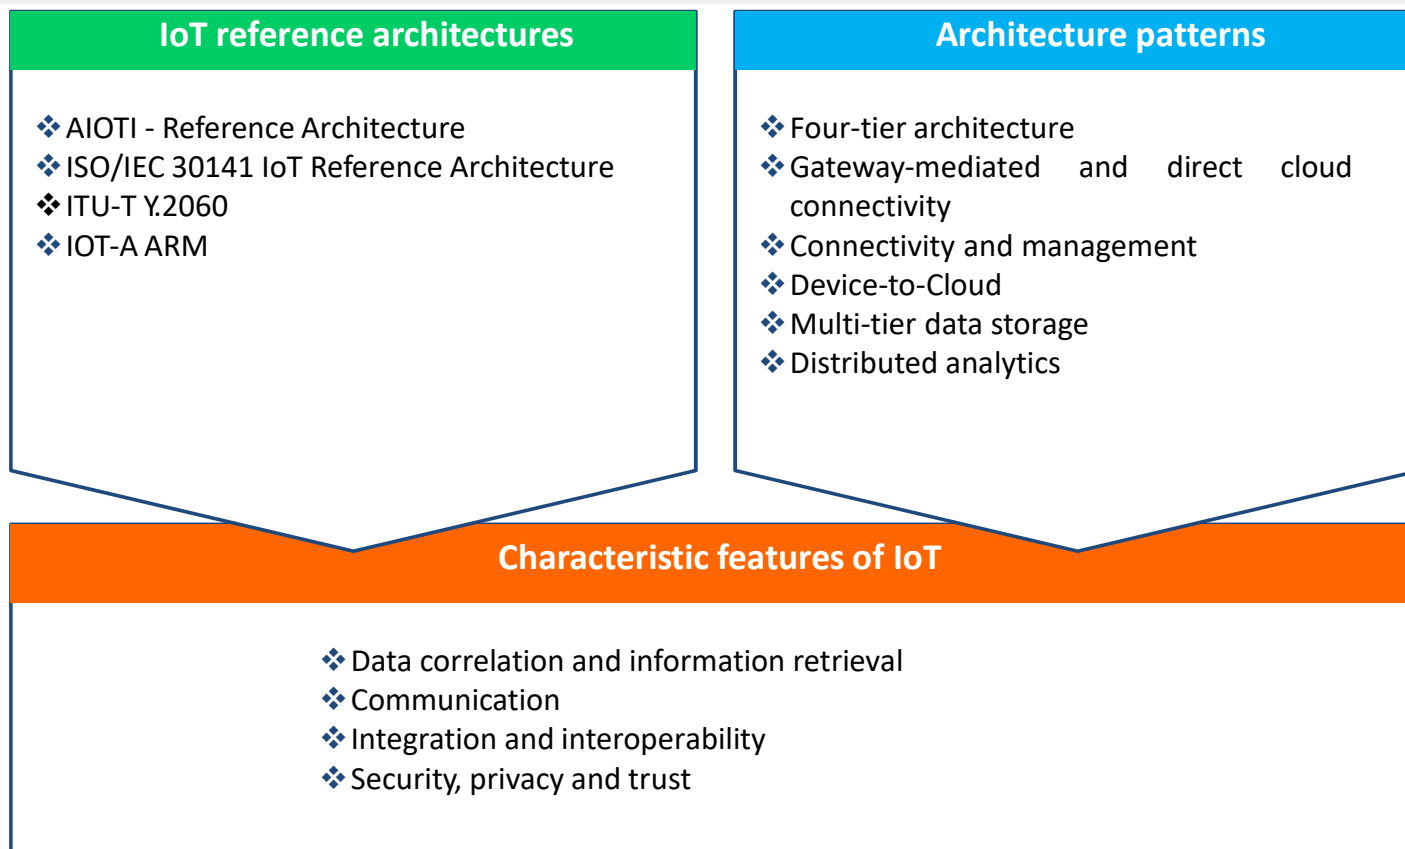 IoT reference architectures
AIOTI - Reference Architecture
ISO/IEC 30141 IoT Reference Architecture
ITU-T Y.2060
IOT-A ARM
Architecture patterns
Four-tier architecture
Gateway-mediated and direct cloud
connectivity
Connectivity and management
Device-to-Cloud
Multi-tier data storage
Distributed analytics
Characteristic features of IoT
Data correlation and information retrieval
Communication
Integration and interoperability
Security, privacy and trust